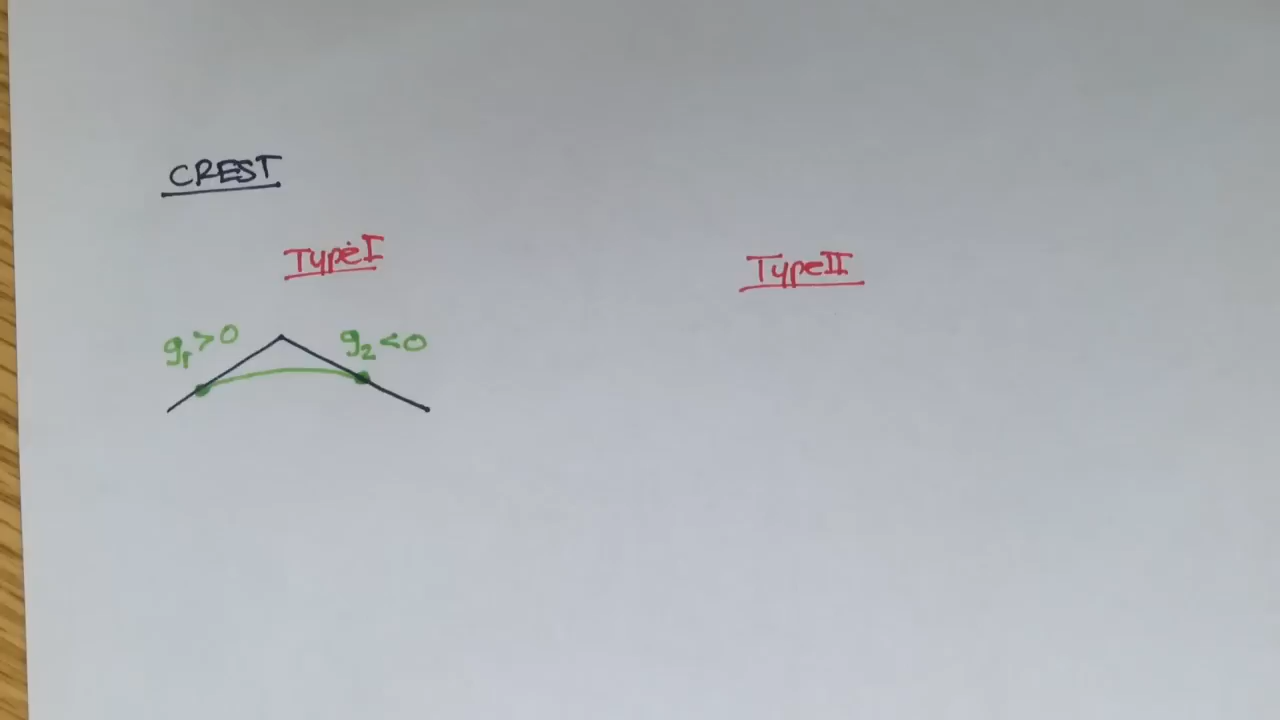 CREST
Type I
Type II
g₁>0
g₂<0